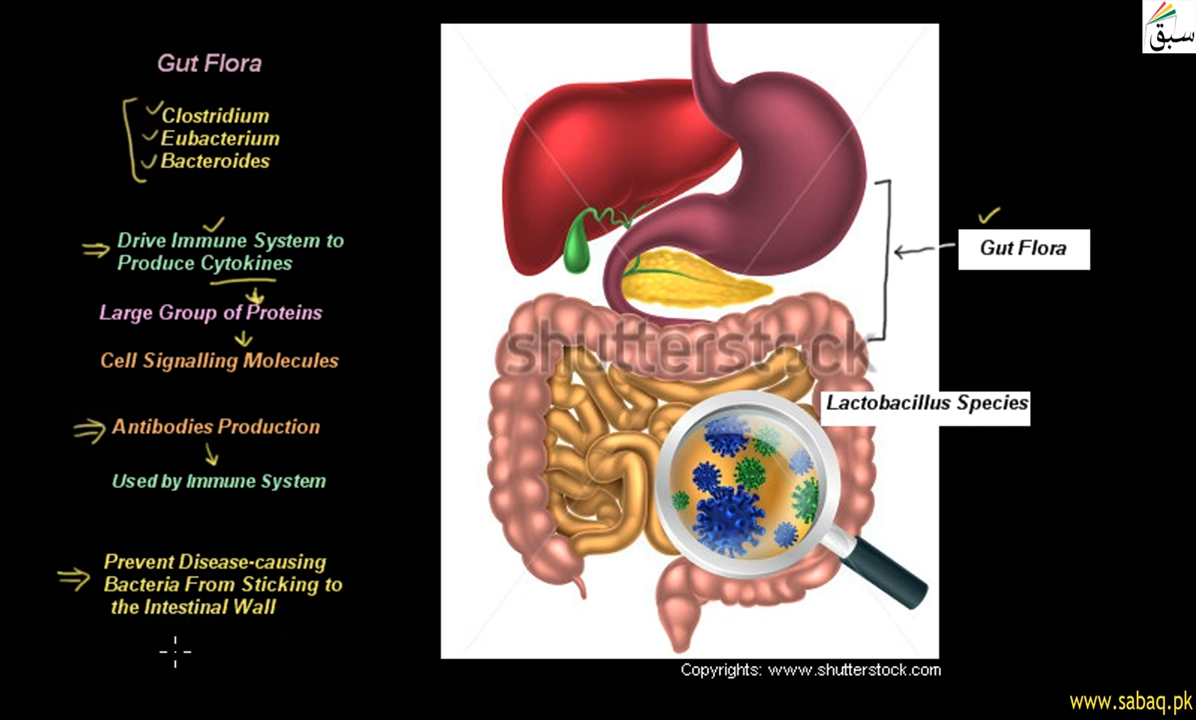 سبق
Gut Flora
Clostridium
Eubacterium
Bacteroides
Drive Immune System to
Produce Cytokines
Large Group of Proteins
Cell Signalling Molecules
Antibodies Production
Used by Immune System
Prevent Disease-causing
Bacteria From Sticking to
the Intestinal Wall
shutterstock
Gut Flora
Lactobacillus Species
Copyrights: www.shutterstock.com
www.sabaq.pk